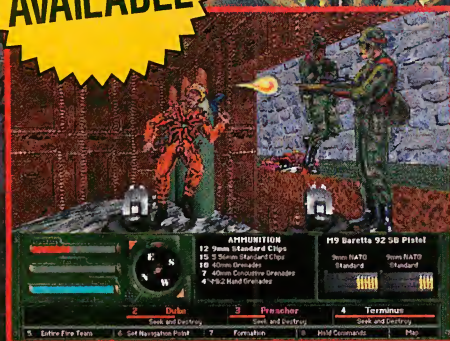 AVAILABLE
AMMUNITION
12 9mm Standard Clips
15 5.56mm Standard Clips
10 40mm Grenades
7 40mm Concussive Grenades
4 Mk2 Hand Grenades
M9 Baretta 92 SB Pistol
9mm NATO 9mm NATO
Standard Standard
E S
N W
2 Duke 3 Preacher 4 Terminus
Seek and Destroy Seek and Destroy Seek and Destroy
5 Entire Fire Team 6 Set Navigation Point 7 Formation 8 Hold Commands Map